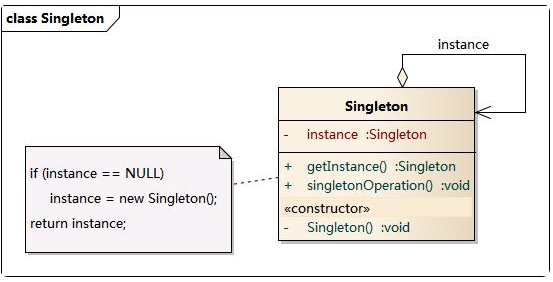 class Singleton
instance
Singleton
- instance :Singleton
+ getInstance() :Singleton
+ singletonOperation() :void
«constructor»
- Singleton() :void
if (instance == NULL)
instance = new Singleton();
return instance;